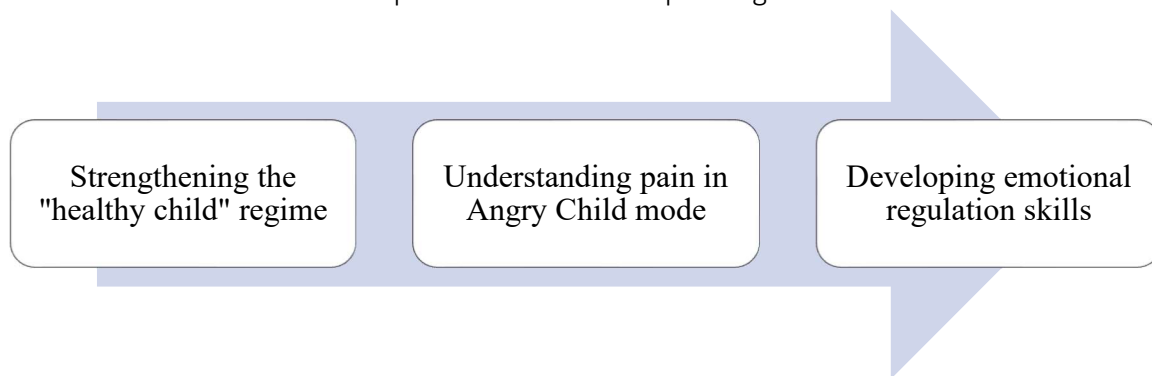 Strengthening the
"healthy child" regime
Understanding pain in
Angry Child mode
Developing emotional
regulation skills